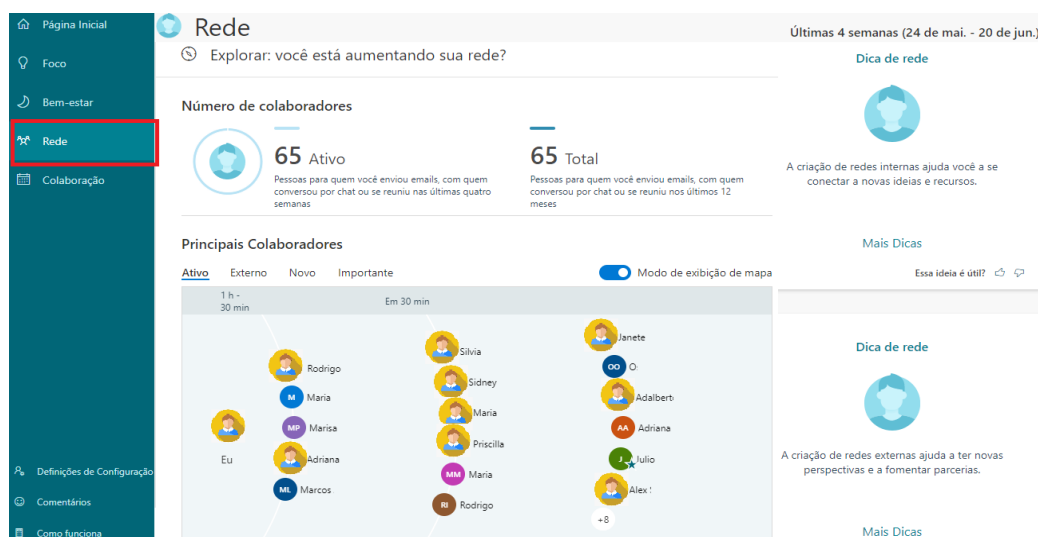 Página Inicial
Foco
Bem-estar
Rede
Colaboração
Definições de Configuração
Comentários
Como funciona
Rede
Explorar: você está aumentando sua rede?
Número de colaboradores
65 Ativo
Pessoas para quem você enviou emails, com quem
conversou por chat ou se reuniu nas últimas quatro
semanas
65 Total
Pessoas para quem você enviou emails, com quem
conversou por chat ou se reuniu nos últimos 12
meses
Principais Colaboradores
Ativo Externo Novo Importante Modo de exibição de mapa
1 h -
30 min
Em 30 min
Eu
Rodrigo
M Maria
MP Marisa
Adriana
ML Marcos
Silvia
Sidney
Maria
Priscilla
MM Maria
RI Rodrigo
Janete
OO O
Adalberto
AA Adriana
J Julio
Alex
+8
Últimas 4 semanas (24 de mai. - 20 de jun.)
Dica de rede
A criação de redes internas ajuda você a se
conectar a novas ideias e recursos.
Mais Dicas
Essa ideia é útil?
Dica de rede
A criação de redes externas ajuda a ter novas
perspectivas e a fomentar parcerias.
Mais Dicas